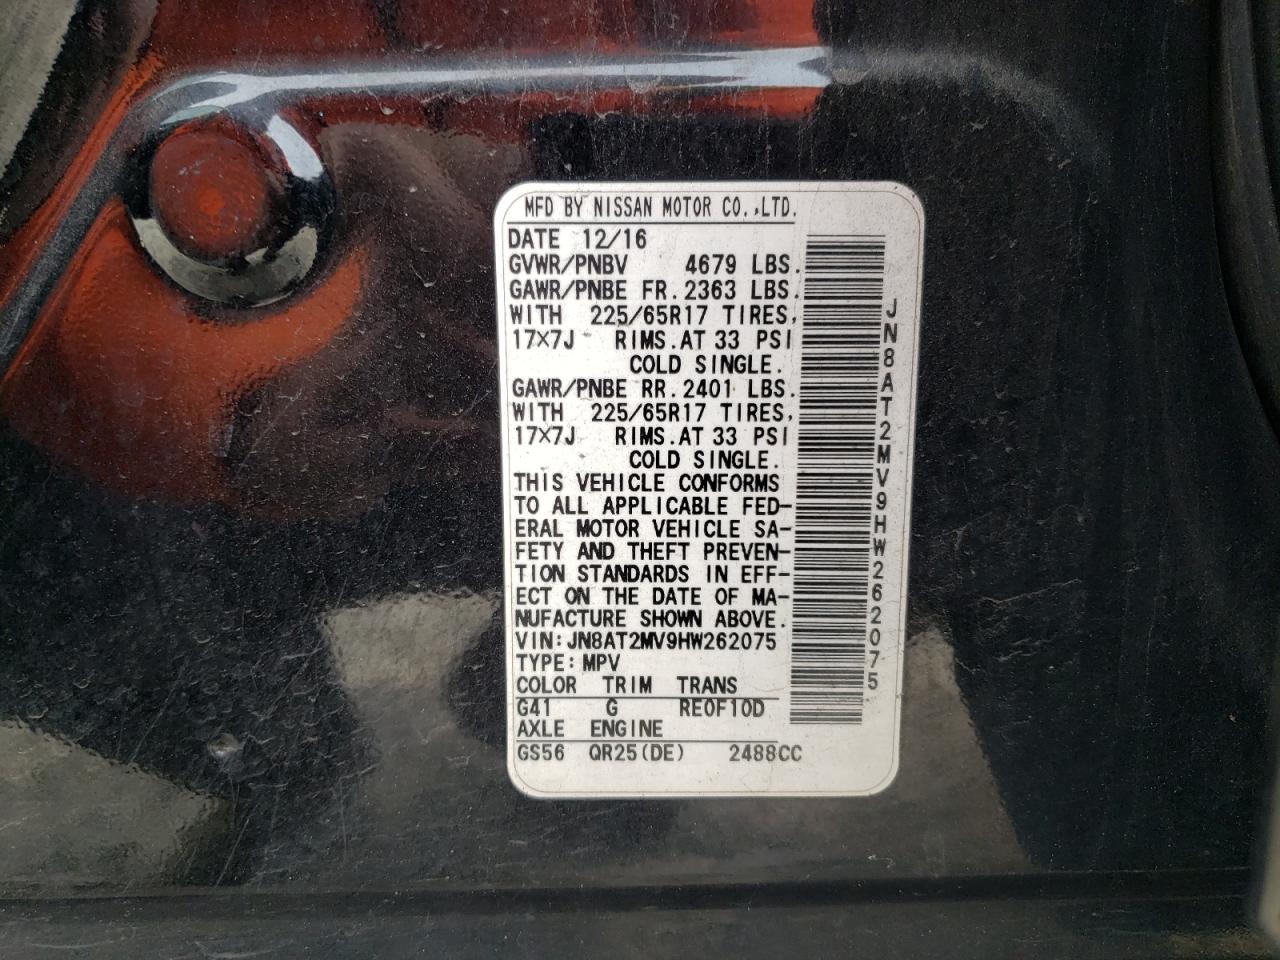 MFD BY NISSAN MOTOR CO.,LTD.
DATE 12/16
GVWR/PNBV 4679 LBS.
GAWR/PNBE FR.2363 LBS.
WITH 225/65R17 TIRES,
17×7J RIMS.AT 33 PSI
COLD SINGLE.
GAWR/PNBE RR.2401 LBS.
WITH 225/65R17 TIRES,
17×7J RIMS.AT 33 PSI
COLD SINGLE.
THIS VEHICLE CONFORMS
TO ALL APPLICABLE FED-
ERAL MOTOR VEHICLE SA-
FETY AND THEFT PREVEN-
TION STANDARDS IN EFF-
ECT ON THE DATE OF MA-
NUFACTURE SHOWN ABOVE.
VIN:JN8AT2MV9HW262075
TYPE:MPV
COLOR TRIM TRANS
G41 G RE0F10D
AXLE ENGINE
GS56 QR25(DE) 2488CC
JN8AT2MV9HW262075